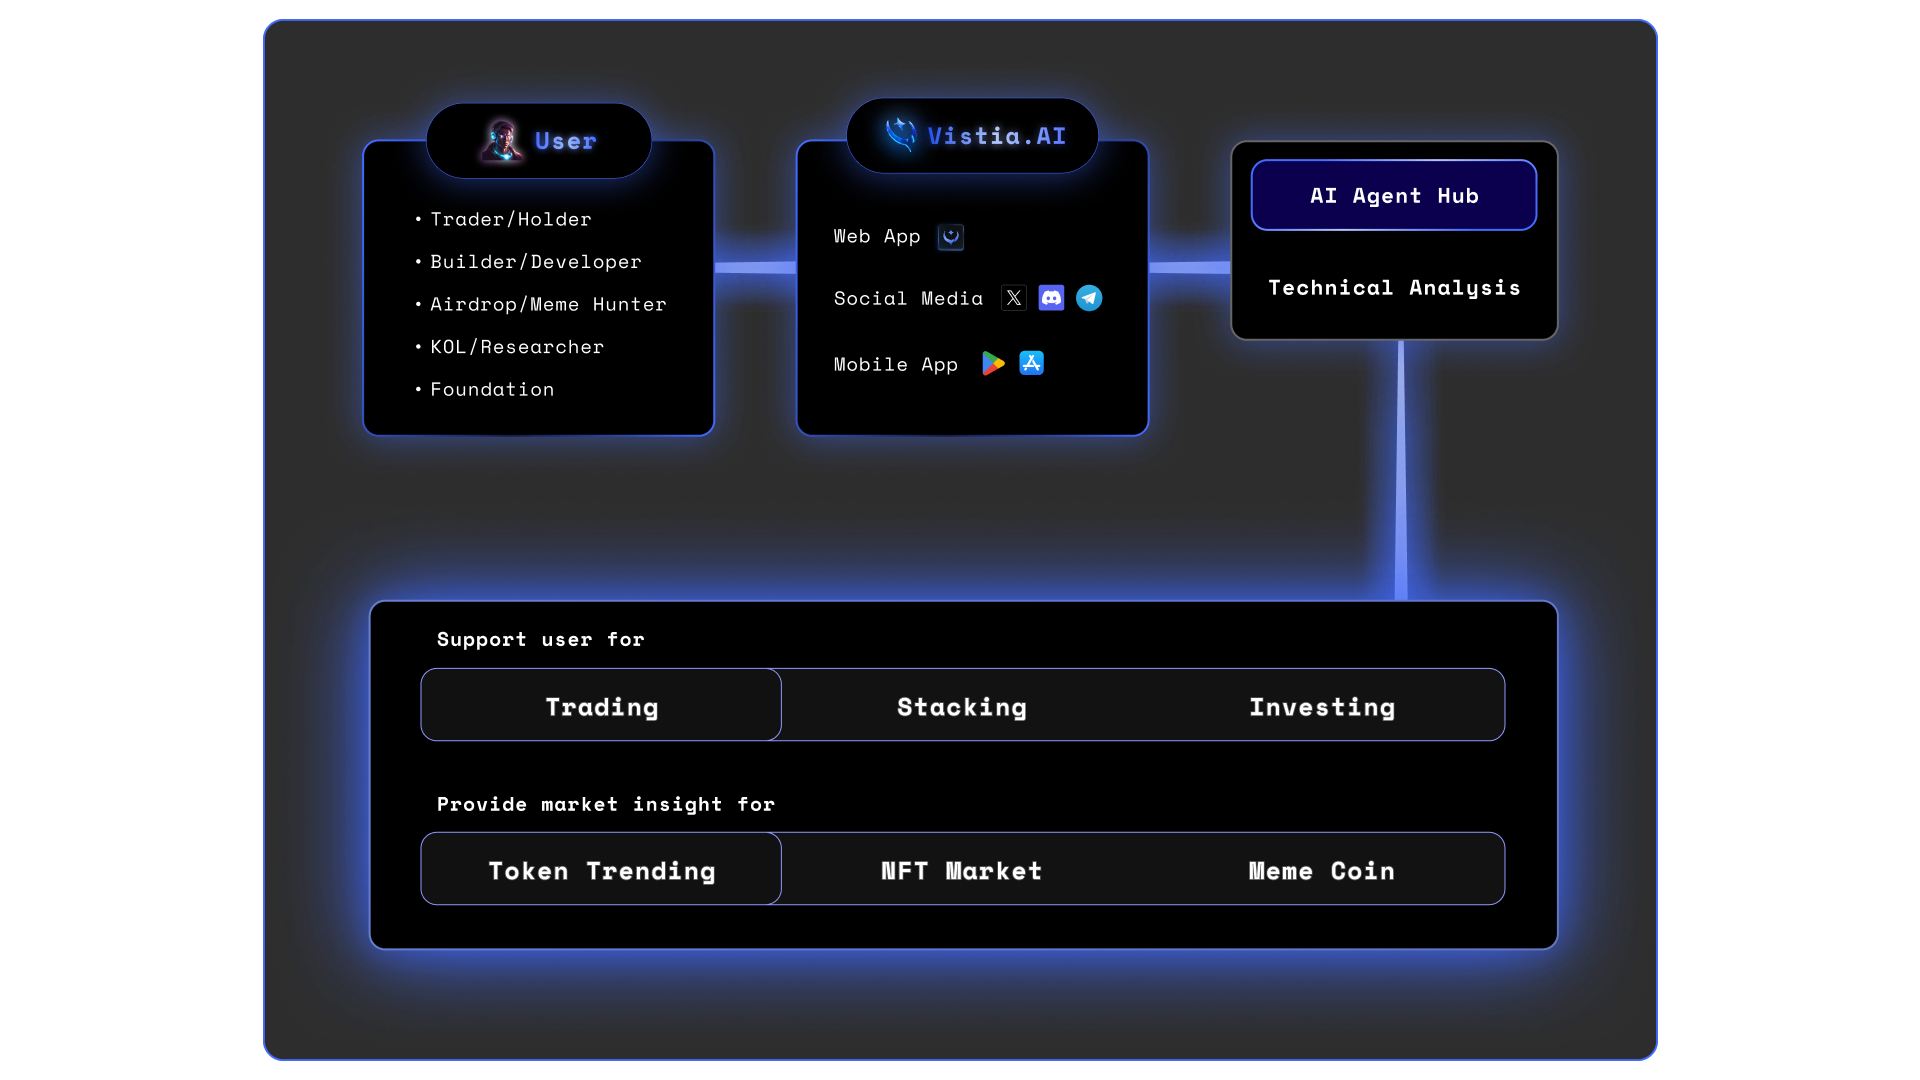 User
• Trader/Holder
• Builder/Developer
• Airdrop/Meme Hunter
• KOL/Researcher
• Foundation
Vistia.AI
Web App
Social Media
Mobile App
AI Agent Hub
Technical Analysis
Support user for
Trading
Stacking
Investing
Provide market insight for
Token Trending
NFT Market
Meme Coin